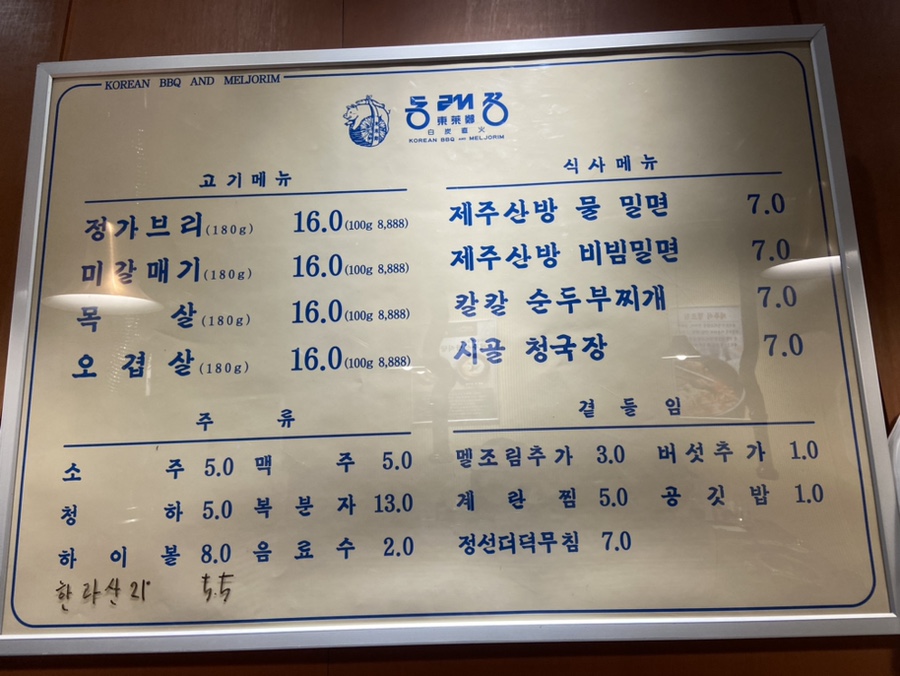 KOREAN BBQ AND MELJORIM
동래정
東萊鄭
白炭直火
KOREAN BBQ AND MELJORIM
고기메뉴
정가브리(180g) 16.0(100g 8,888)
미갈매기(180g) 16.0(100g 8,888)
목살(180g) 16.0(100g 8,888)
오겹살(180g) 16.0(100g 8,888)
식사메뉴
제주산방 물 밀면 7.0
제주산방 비빔밀면 7.0
칼칼 순두부찌개 7.0
시골 청국장 7.0
주류
소주 5.0 맥주 5.0
청하 5.0 복분자 13.0
하이볼 8.0 음료수 2.0
한라산21° 5.5
곁들임
멜조림추가 3.0 버섯추가 1.0
계란찜 5.0 공깃밥 1.0
정선더덕무침 7.0